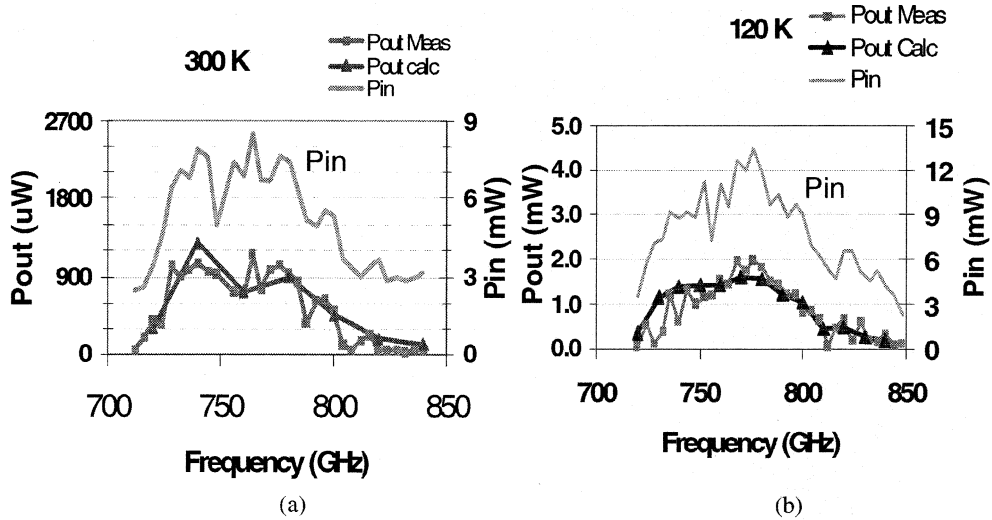 300 K
Pout Meas
Pout calc
Pin
2700
1800
900
0
Pout (uW)
Pin
9
6
3
0
Pin (mW)
700
750
800
850
Frequency (GHz)
(a)
120 K
Pout Meas
Pout Calc
Pin
5.0
4.0
3.0
2.0
1.0
0.0
Pout (mW)
Pin
15
12
9
6
3
0
Pin (mW)
700
750
800
850
Frequency (GHz)
(b)